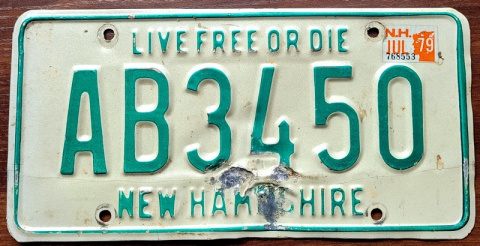 LIVE FREE OR DIE
N.H.
JUL 79
768553
AB3450
NEW HAMPSHIRE